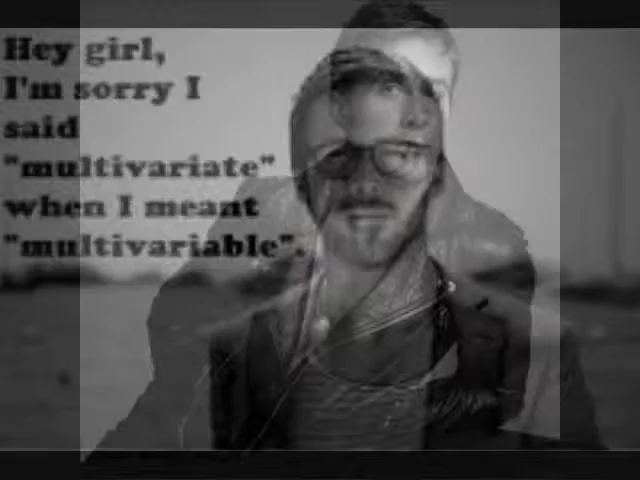 Hey girl,
I'm sorry I
said
"multivariate"
when I meant
"multivariable".